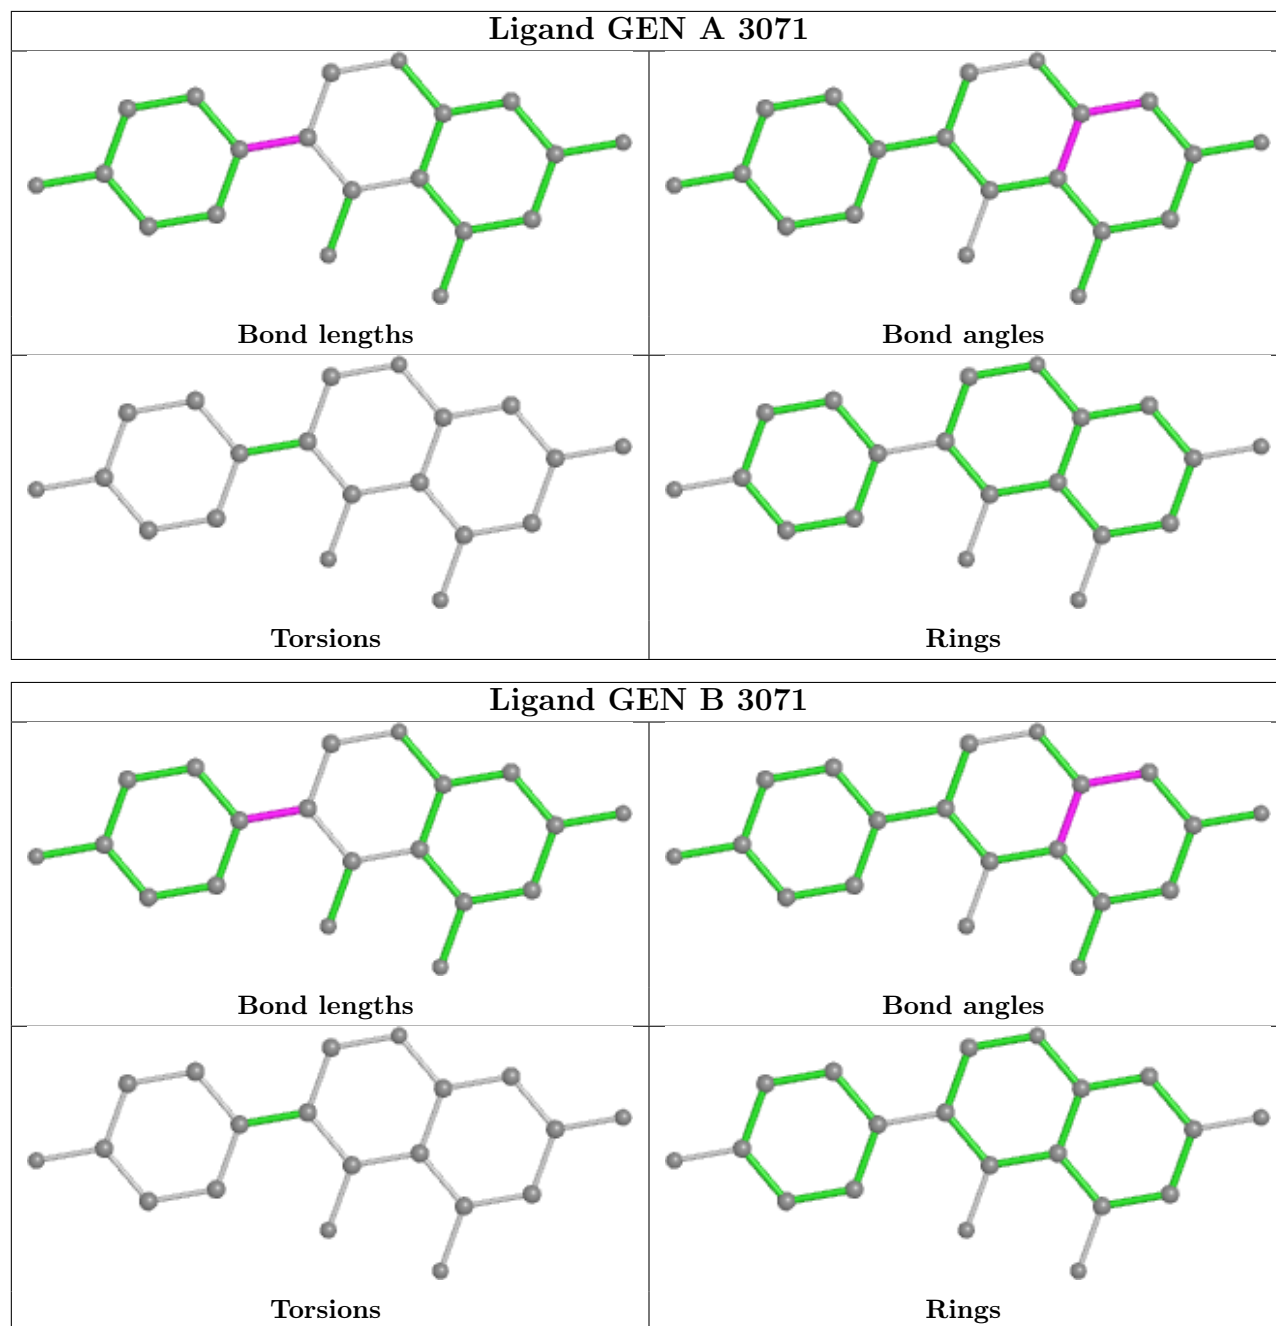 Ligand GEN A 3071
Bond lengths
Bond angles
Torsions
Rings
Ligand GEN B 3071
Bond lengths
Bond angles
Torsions
Rings